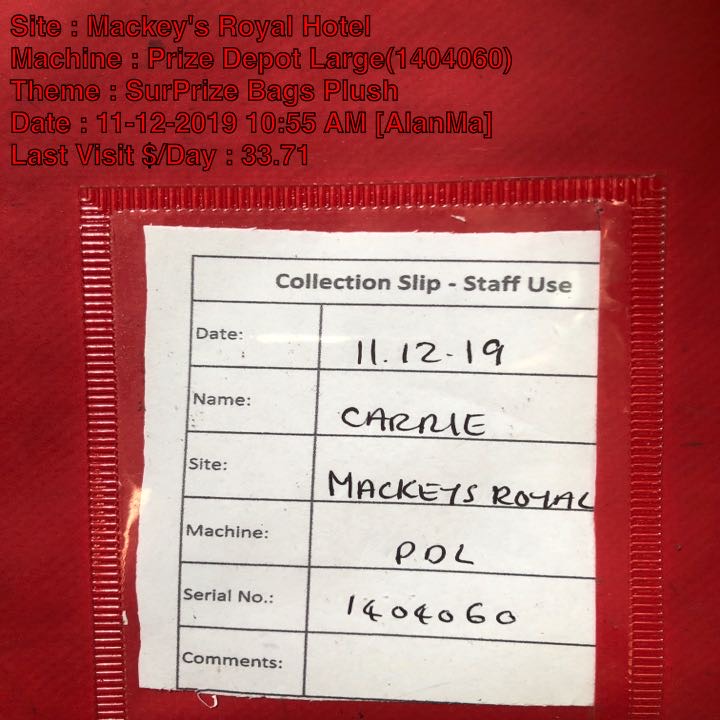 Site : Mackey's Royal Hotel
Machine : Prize Depot Large(1404060)
Theme : SurPrize Bags Plush
Date : 11-12-2019 10:55 AM [AlanMa]
Last Visit $/Day : 33.71
Collection Slip - Staff Use
Date: 11.12.19
Name: CARRIE
Site: MACKEYS ROYAL
Machine: PDL
Serial No.: 1404060
Comments: